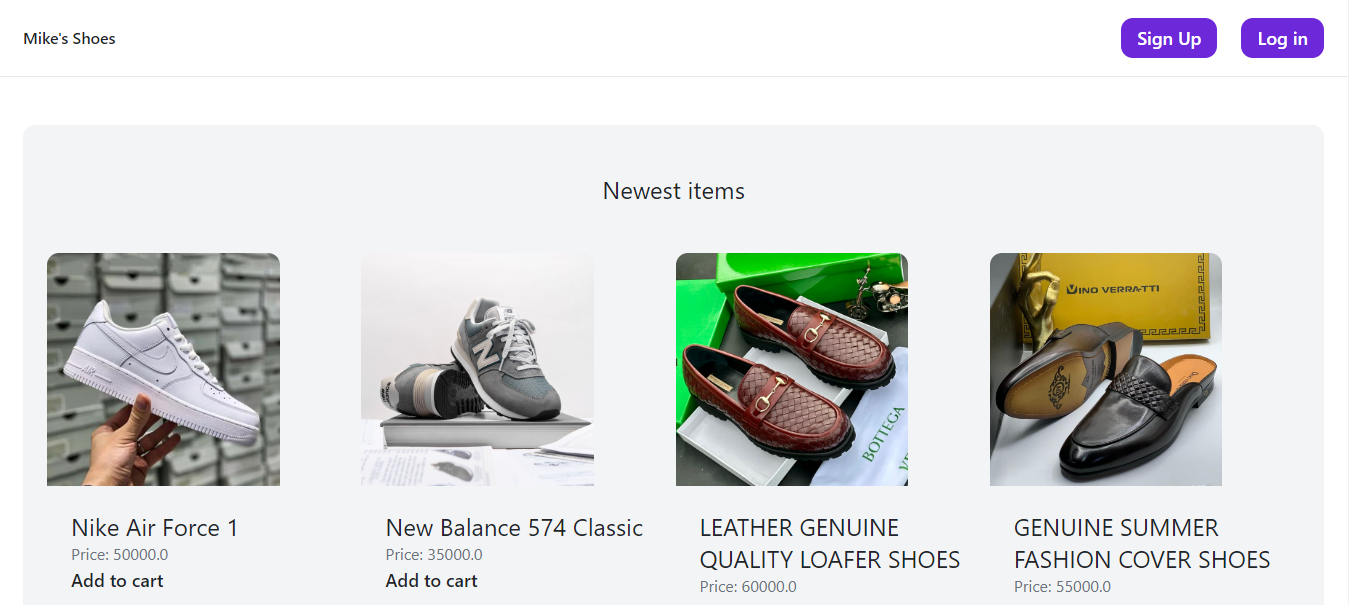 Mike's Shoes
Sign Up
Log in
Newest items
AIR
N
BOTTEGA
VINO VERRATTI
Nike Air Force 1
Price: 50000.0
Add to cart
New Balance 574 Classic
Price: 35000.0
Add to cart
LEATHER GENUINE
QUALITY LOAFER SHOES
Price: 60000.0
GENUINE SUMMER
FASHION COVER SHOES
Price: 55000.0